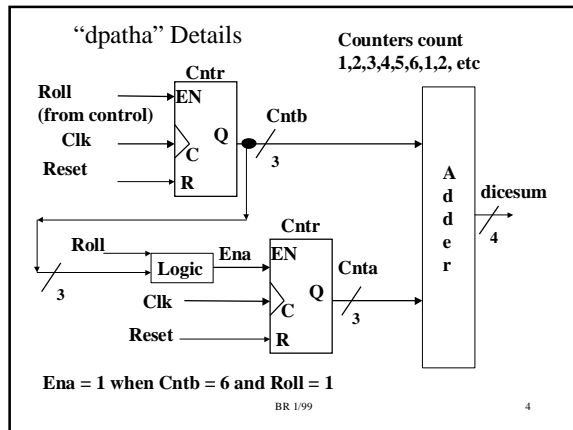 “dpatha” Details
Counters count
1,2,3,4,5,6,1,2, etc
Cntr
Roll
(from control)
EN
Cntb
Clk
Q
C
3
Reset
R
Adder
dicesum
4
Cntr
Roll
Logic
Ena
EN
Cnta
3
Clk
Q
C
3
Reset
R
Ena = 1 when Cntb = 6 and Roll = 1
BR 1/99
4